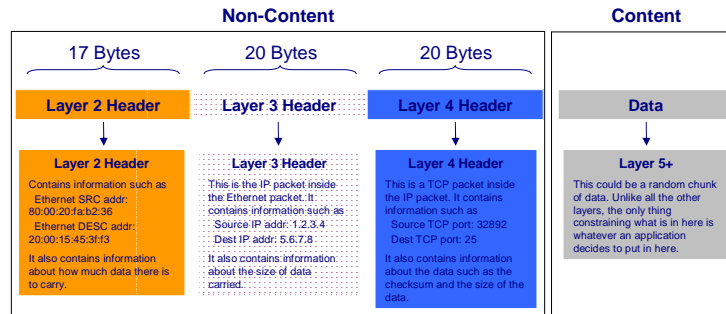 Non-Content
Content
17 Bytes
20 Bytes
20 Bytes
Layer 2 Header
Layer 3 Header
Layer 4 Header
Data
Layer 2 Header
Contains information such as
Ethernet SRC addr:
80:00:20:fa:b2:36
Ethernet DESC addr:
20:00:15:45:3f:f3
It also contains information
about how much data there is
to carry.
Layer 3 Header
This is the IP packet inside
the Ethernet packet. It
contains information such as
Source IP addr: 1.2.3.4
Dest IP addr: 5.6.7.8
It also contains information
about the size of data
carried.
Layer 4 Header
This is a TCP packet inside
the IP packet. It contains
information such as
Source TCP port: 32892
Dest TCP port: 25
It also contains information
about the data such as the
checksum and the size of the
data.
Layer 5+
This could be a random chunk
of data. Unlike all the other
layers, the only thing
constraining what is in here is
whatever an application
decides to put in here.